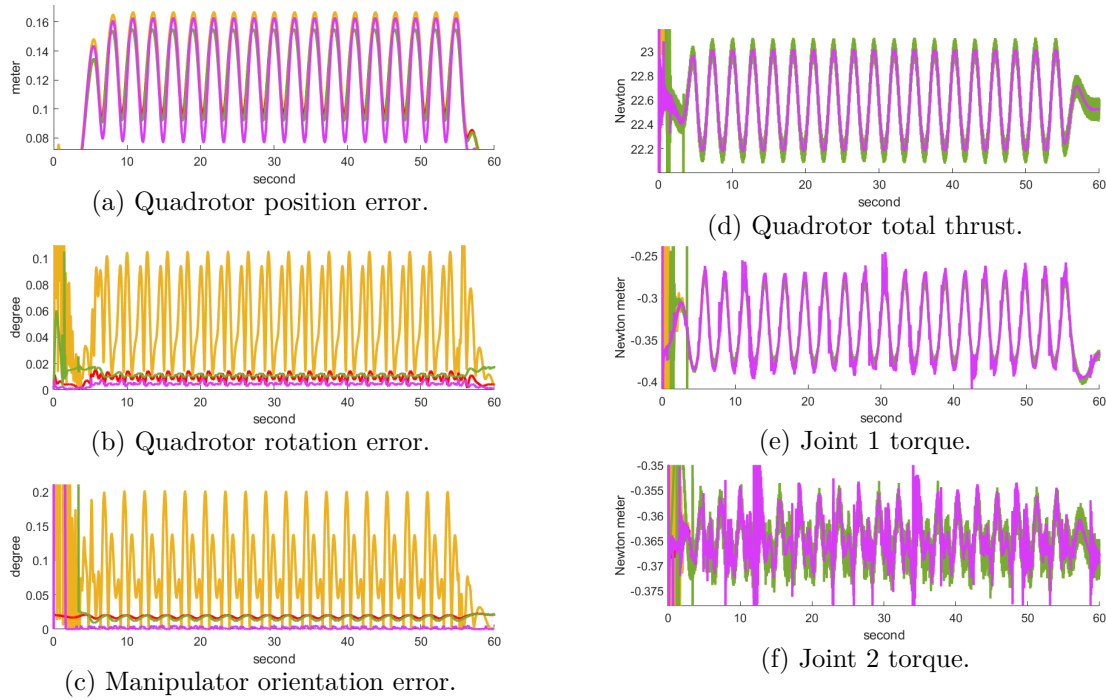 0.16
0.14
0.12
0.1
0.08
meter
10 20 30 40 50 60
second
(a) Quadrotor position error.
0.1
0.08
0.06
0.04
0.02
0
degree
0 10 20 30 40 50 60
second
(b) Quadrotor rotation error.
0.2
0.15
0.1
0.05
0
degree
0 10 20 30 40 50 60
second
(c) Manipulator orientation error.
23
22.8
22.6
22.4
22.2
Newton
0 10 20 30 40 50 60
second
(d) Quadrotor total thrust.
-0.25
-0.3
-0.35
-0.4
Newton meter
0 10 20 30 40 50 60
second
(e) Joint 1 torque.
-0.35
-0.355
-0.36
-0.365
-0.37
-0.375
Newton meter
0 10 20 30 40 50 60
second
(f) Joint 2 torque.